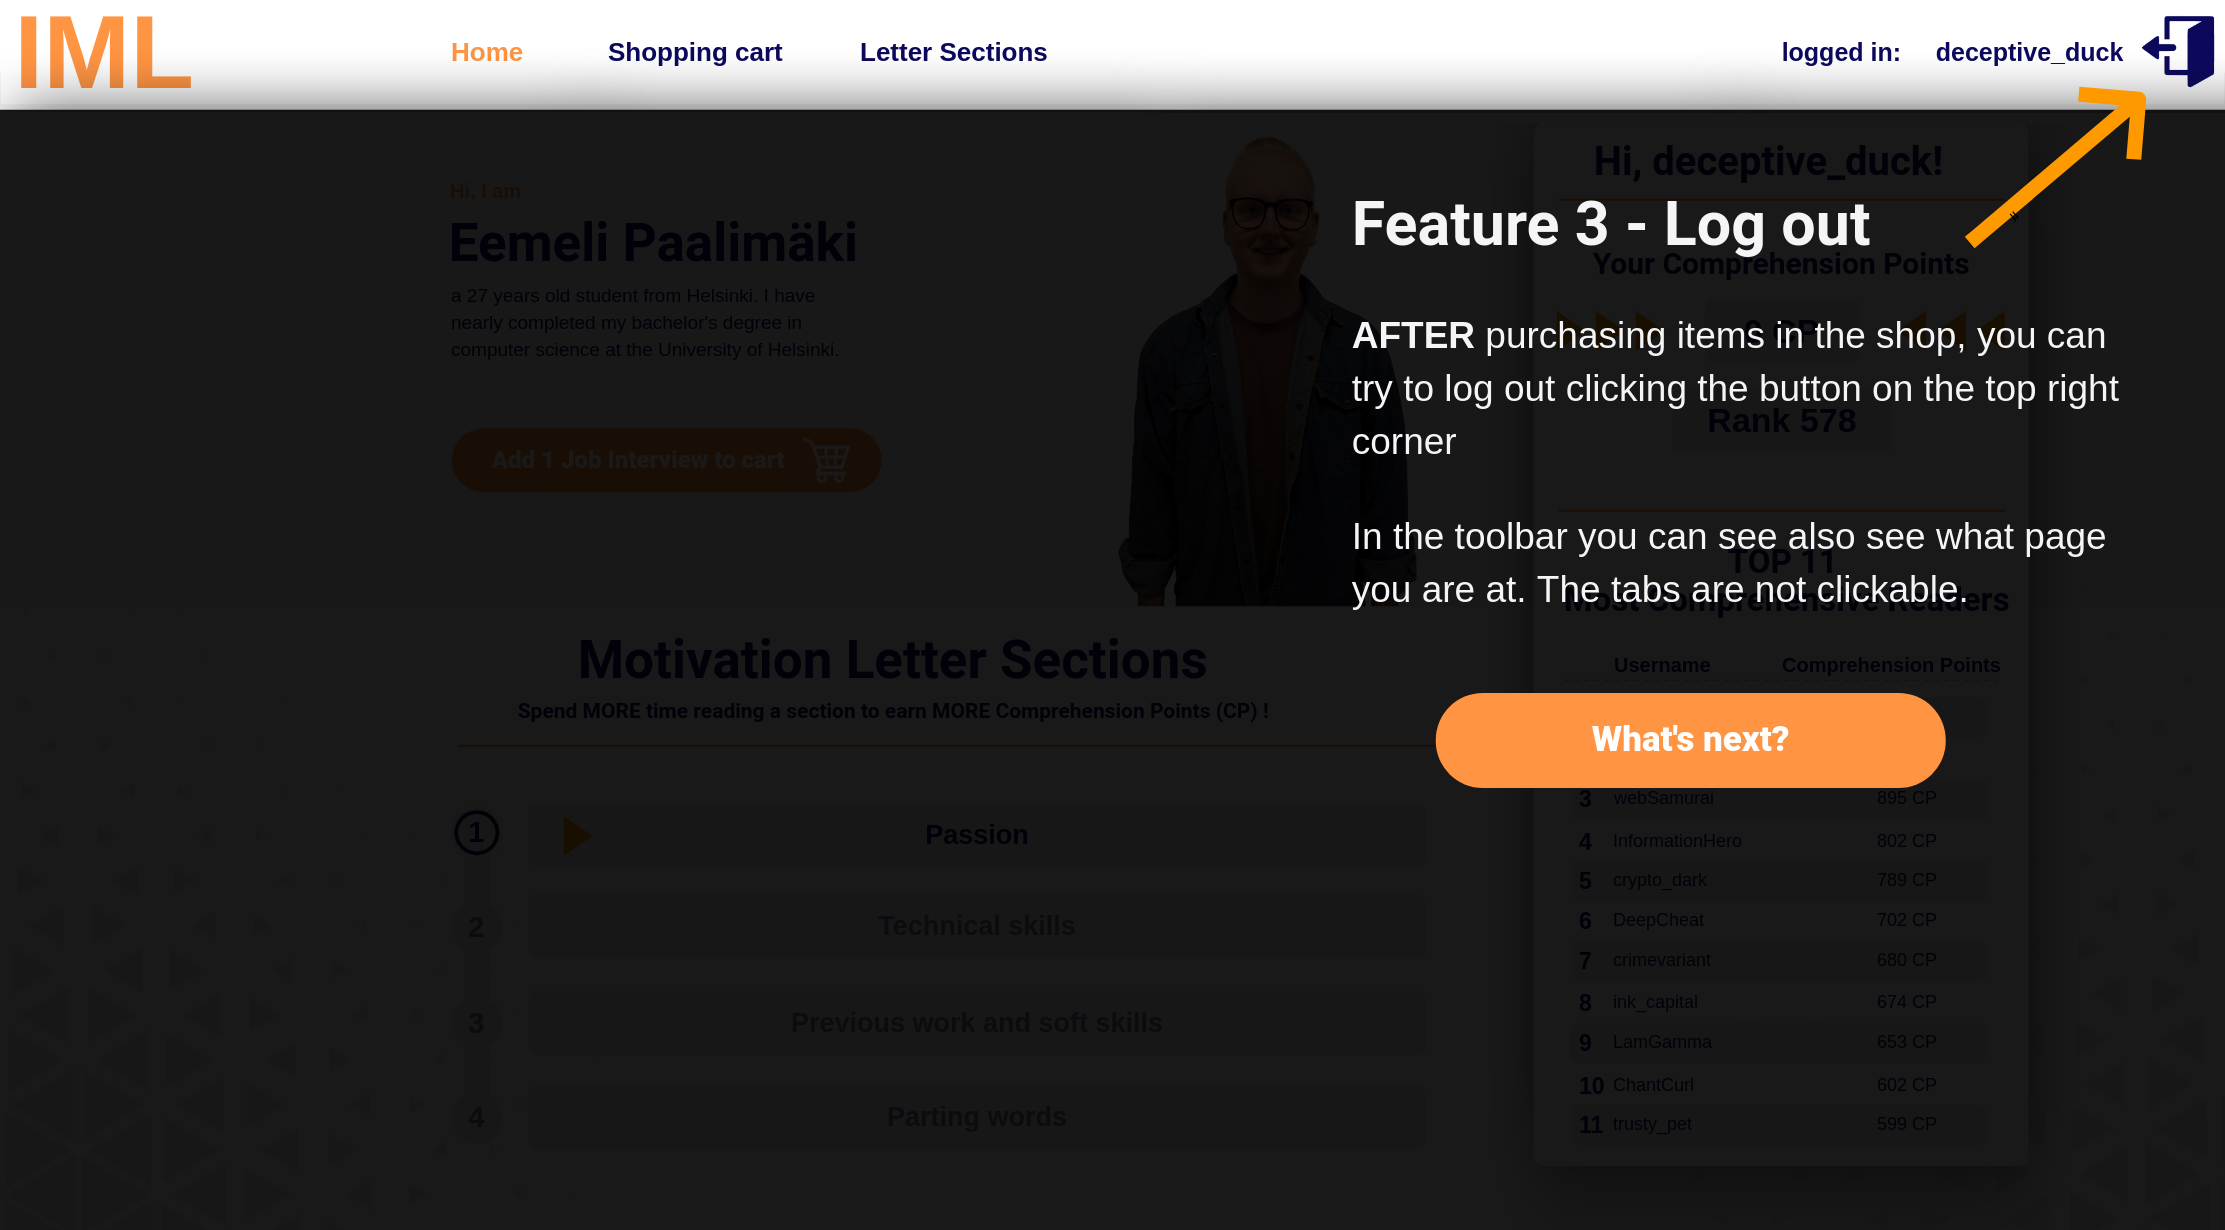 IML
Home
Shopping cart
Letter Sections
logged in:
deceptive_duck
Hi, I am
Eemeli Paalimäki
a 27 years old student from Helsinki. I have
nearly completed my bachelor's degree in
computer science at the University of Helsinki.
Add 1 Job Interview to cart
Hi, deceptive_duck!
Feature 3 - Log out
Your Comprehension Points
0 CP
AFTER purchasing items in the shop, you can
try to log out clicking the button on the top right
corner
Rank 578
In the toolbar you can see also see what page
you are at. The tabs are not clickable.
TOP 11
Most Comprehensive Readers
Username
Comprehension Points
What's next?
Motivation Letter Sections
Spend MORE time reading a section to earn MORE Comprehension Points (CP) !
1
Passion
2
Technical skills
3
Previous work and soft skills
4
Parting words
3 webSamurai 895 CP
4 InformationHero 802 CP
5 crypto_dark 789 CP
6 DeepCheat 702 CP
7 crimevariant 680 CP
8 ink_capital 674 CP
9 LamGamma 653 CP
10 ChantCurl 602 CP
11 trusty_pet 599 CP